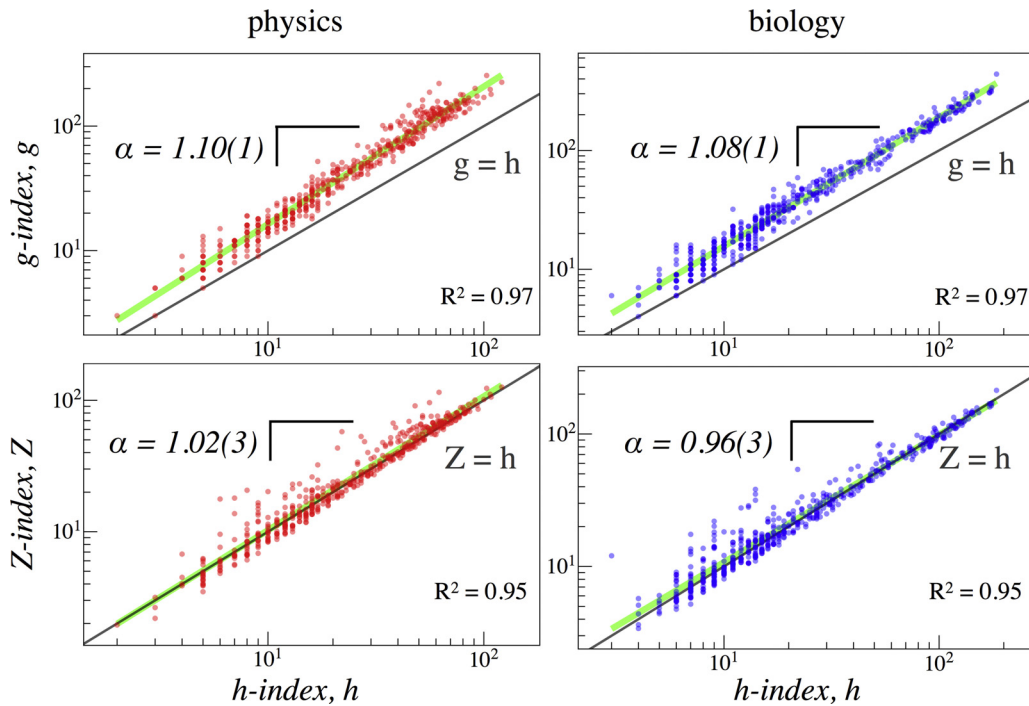 physics
biology
g-index, g
10²
10¹
α = 1.10(1)
g = h
R² = 0.97
10¹
10²
10²
10¹
α = 1.08(1)
g = h
R² = 0.97
10¹
10²
Z-index, Z
10²
10¹
α = 1.02(3)
Z = h
R² = 0.95
10¹
10²
h-index, h
10²
10¹
α = 0.96(3)
Z = h
R² = 0.95
10¹
10²
h-index, h